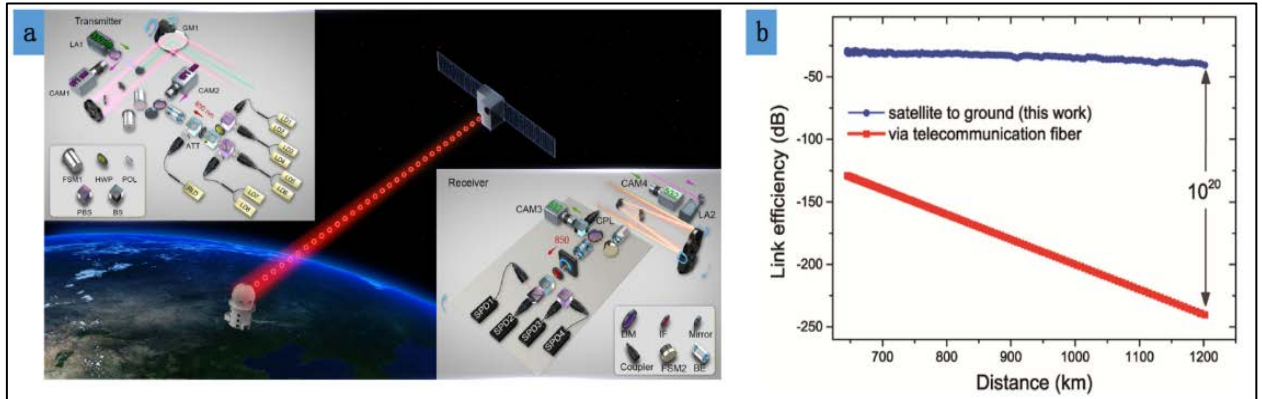 a
Transmitter
GM1
LA1
CAM1
CAM2
850 nm
ATT
LD1
LD2
LD3
LD4
LD5
LD6
LD7
LD8
FSM1 HWP POL
PBS BS
Receiver
CAM4
LA2
CAM3
CPL
850
SPD1
SPD2
SPD3
SPD4
DM IF Mirror
Coupler FSM2 BE
b
Link efficiency (dB)
-50
-100
-150
-200
-250
satellite to ground (this work)
via telecommunication fiber
10²⁰
700 800 900 1000 1100 1200
Distance (km)